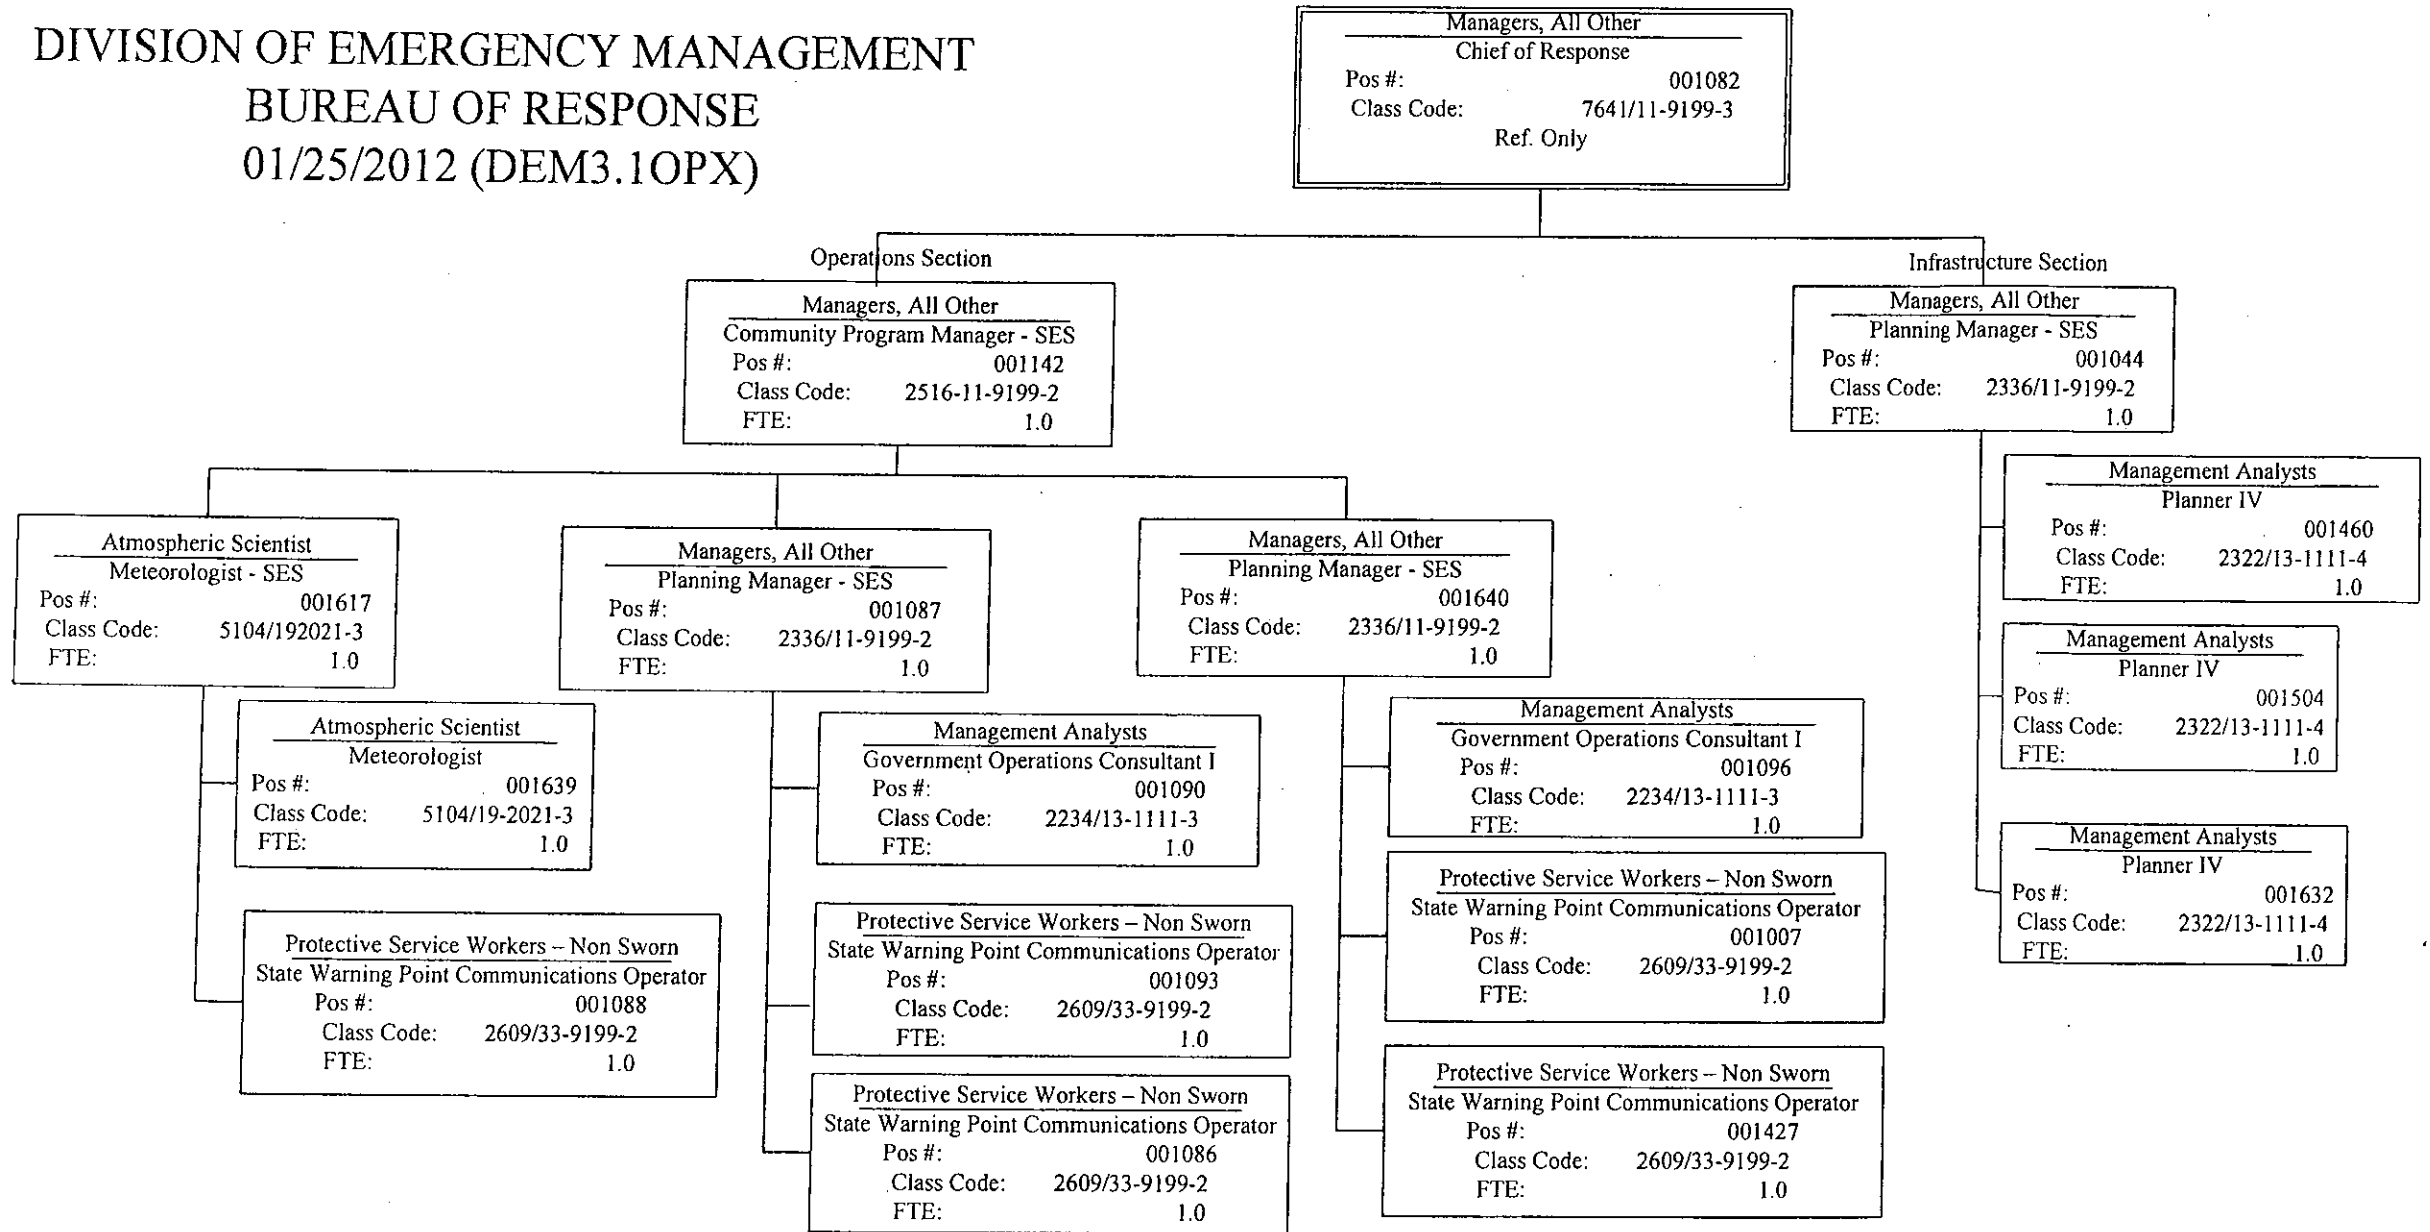 DIVISION OF EMERGENCY MANAGEMENT
BUREAU OF RESPONSE
01/25/2012 (DEM3.1OPX)
Managers, All Other
Chief of Response
Pos #: 001082
Class Code: 7641/11-9199-3
Ref. Only
Operations Section
Managers, All Other
Community Program Manager - SES
Pos #: 001142
Class Code: 2516-11-9199-2
FTE: 1.0
Infrastructure Section
Managers, All Other
Planning Manager - SES
Pos #: 001044
Class Code: 2336/11-9199-2
FTE: 1.0
Atmospheric Scientist
Meteorologist - SES
Pos #: 001617
Class Code: 5104/192021-3
FTE: 1.0
Atmospheric Scientist
Meteorologist
Pos #: 001639
Class Code: 5104/19-2021-3
FTE: 1.0
Protective Service Workers – Non Sworn
State Warning Point Communications Operator
Pos #: 001088
Class Code: 2609/33-9199-2
FTE: 1.0
Managers, All Other
Planning Manager - SES
Pos #: 001087
Class Code: 2336/11-9199-2
FTE: 1.0
Management Analysts
Government Operations Consultant I
Pos #: 001090
Class Code: 2234/13-1111-3
FTE: 1.0
Protective Service Workers – Non Sworn
State Warning Point Communications Operator
Pos #: 001093
Class Code: 2609/33-9199-2
FTE: 1.0
Protective Service Workers – Non Sworn
State Warning Point Communications Operator
Pos #: 001086
Class Code: 2609/33-9199-2
FTE: 1.0
Managers, All Other
Planning Manager - SES
Pos #: 001640
Class Code: 2336/11-9199-2
FTE: 1.0
Management Analysts
Government Operations Consultant I
Pos #: 001096
Class Code: 2234/13-1111-3
FTE: 1.0
Protective Service Workers – Non Sworn
State Warning Point Communications Operator
Pos #: 001007
Class Code: 2609/33-9199-2
FTE: 1.0
Protective Service Workers – Non Sworn
State Warning Point Communications Operator
Pos #: 001427
Class Code: 2609/33-9199-2
FTE: 1.0
Management Analysts
Planner IV
Pos #: 001460
Class Code: 2322/13-1111-4
FTE: 1.0
Management Analysts
Planner IV
Pos #: 001504
Class Code: 2322/13-1111-4
FTE: 1.0
Management Analysts
Planner IV
Pos #: 001632
Class Code: 2322/13-1111-4
FTE: 1.0